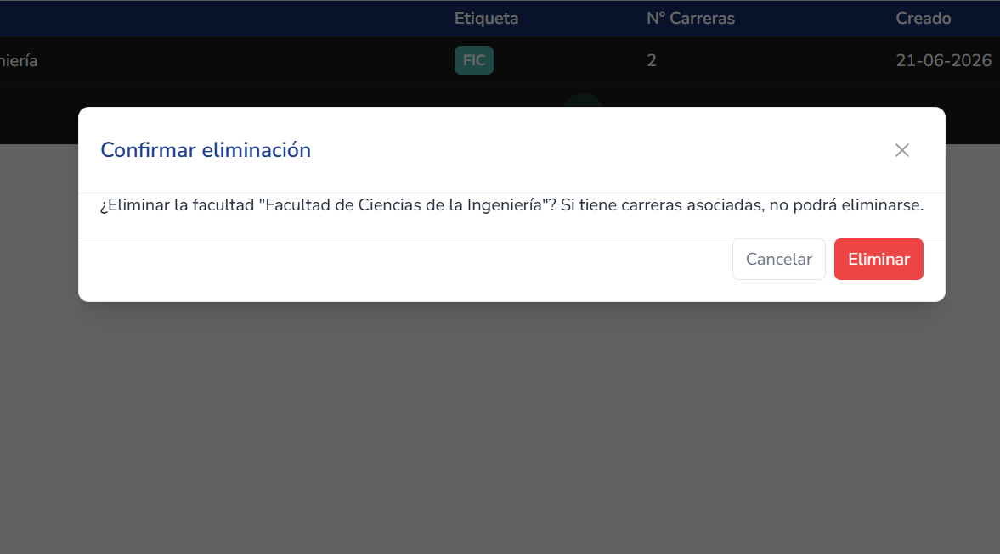 Etiqueta Nº Carreras Creado
niería FIC 2 21-06-2026
Confirmar eliminación
¿Eliminar la facultad "Facultad de Ciencias de la Ingeniería"? Si tiene carreras asociadas, no podrá eliminarse.
Cancelar Eliminar